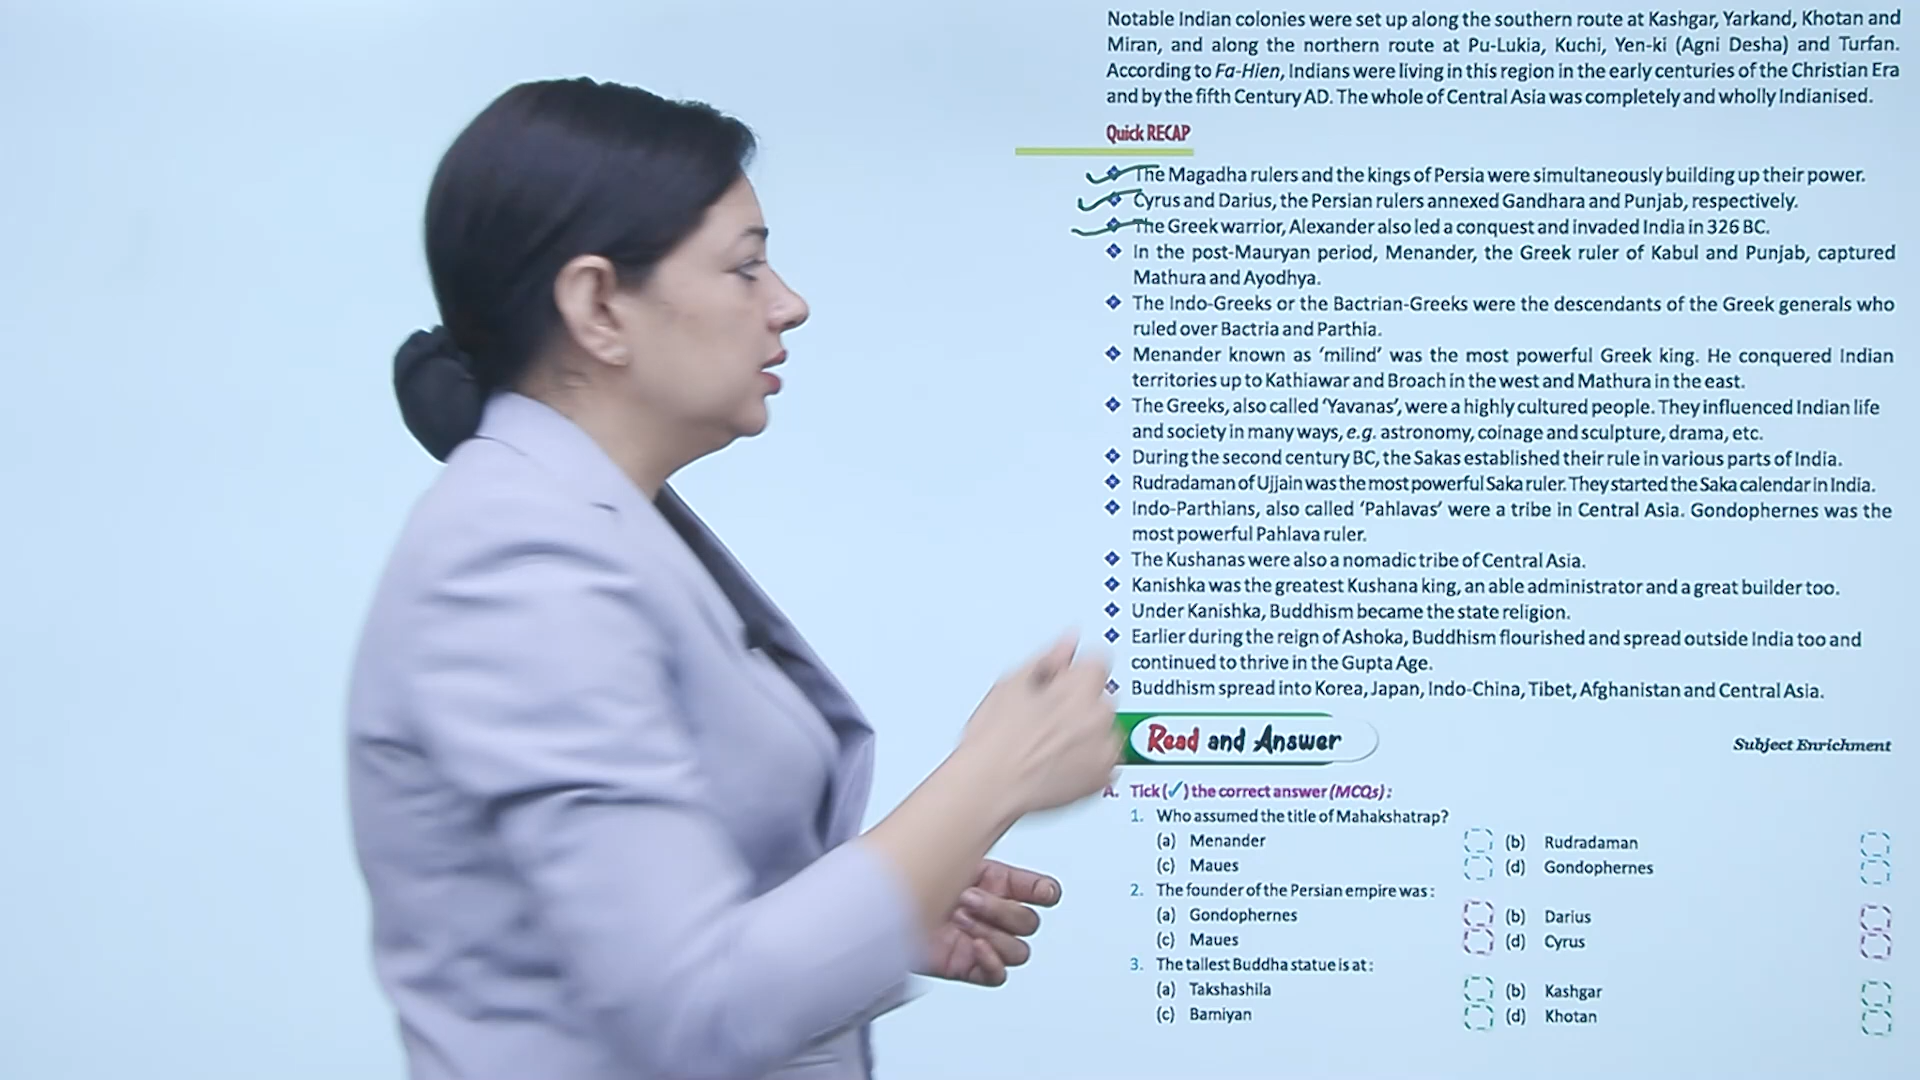 Notable Indian colonies were set up along the southern route at Kashgar, Yarkand, Khotan and
Miran, and along the northern route at Pu-Lukia, Kuchi, Yen-ki (Agni Desha) and Turfan.
According to Fa-Hien, Indians were living in this region in the early centuries of the Christian Era
and by the fifth Century AD. The whole of Central Asia was completely and wholly Indianised.
Quick RECAP
The Magadha rulers and the kings of Persia were simultaneously building up their power.
Cyrus and Darius, the Persian rulers annexed Gandhara and Punjab, respectively.
The Greek warrior, Alexander also led a conquest and invaded India in 326 BC.
In the post-Mauryan period, Menander, the Greek ruler of Kabul and Punjab, captured
Mathura and Ayodhya.
The Indo-Greeks or the Bactrian-Greeks were the descendants of the Greek generals who
ruled over Bactria and Parthia.
Menander known as ‘milind’ was the most powerful Greek king. He conquered Indian
territories up to Kathiawar and Broach in the west and Mathura in the east.
The Greeks, also called ‘Yavanas’, were a highly cultured people. They influenced Indian life
and society in many ways, e.g. astronomy, coinage and sculpture, drama, etc.
During the second century BC, the Sakas established their rule in various parts of India.
Rudradaman of Ujjain was the most powerful Saka ruler. They started the Saka calendar in India.
Indo-Parthians, also called ‘Pahlavas’ were a tribe in Central Asia. Gondophernes was the
most powerful Pahlava ruler.
The Kushanas were also a nomadic tribe of Central Asia.
Kanishka was the greatest Kushana king, an able administrator and a great builder too.
Under Kanishka, Buddhism became the state religion.
Earlier during the reign of Ashoka, Buddhism flourished and spread outside India too and
continued to thrive in the Gupta Age.
Buddhism spread into Korea, Japan, Indo-China, Tibet, Afghanistan and Central Asia.
Read and Answer
Subject Enrichment
A. Tick (✓) the correct answer (MCQs) :
1. Who assumed the title of Mahakshatrap?
(a) Menander (b) Rudradaman
(c) Maues (d) Gondophernes
2. The founder of the Persian empire was :
(a) Gondophernes (b) Darius
(c) Maues (d) Cyrus
3. The tallest Buddha statue is at :
(a) Takshashila (b) Kashgar
(c) Bamiyan (d) Khotan